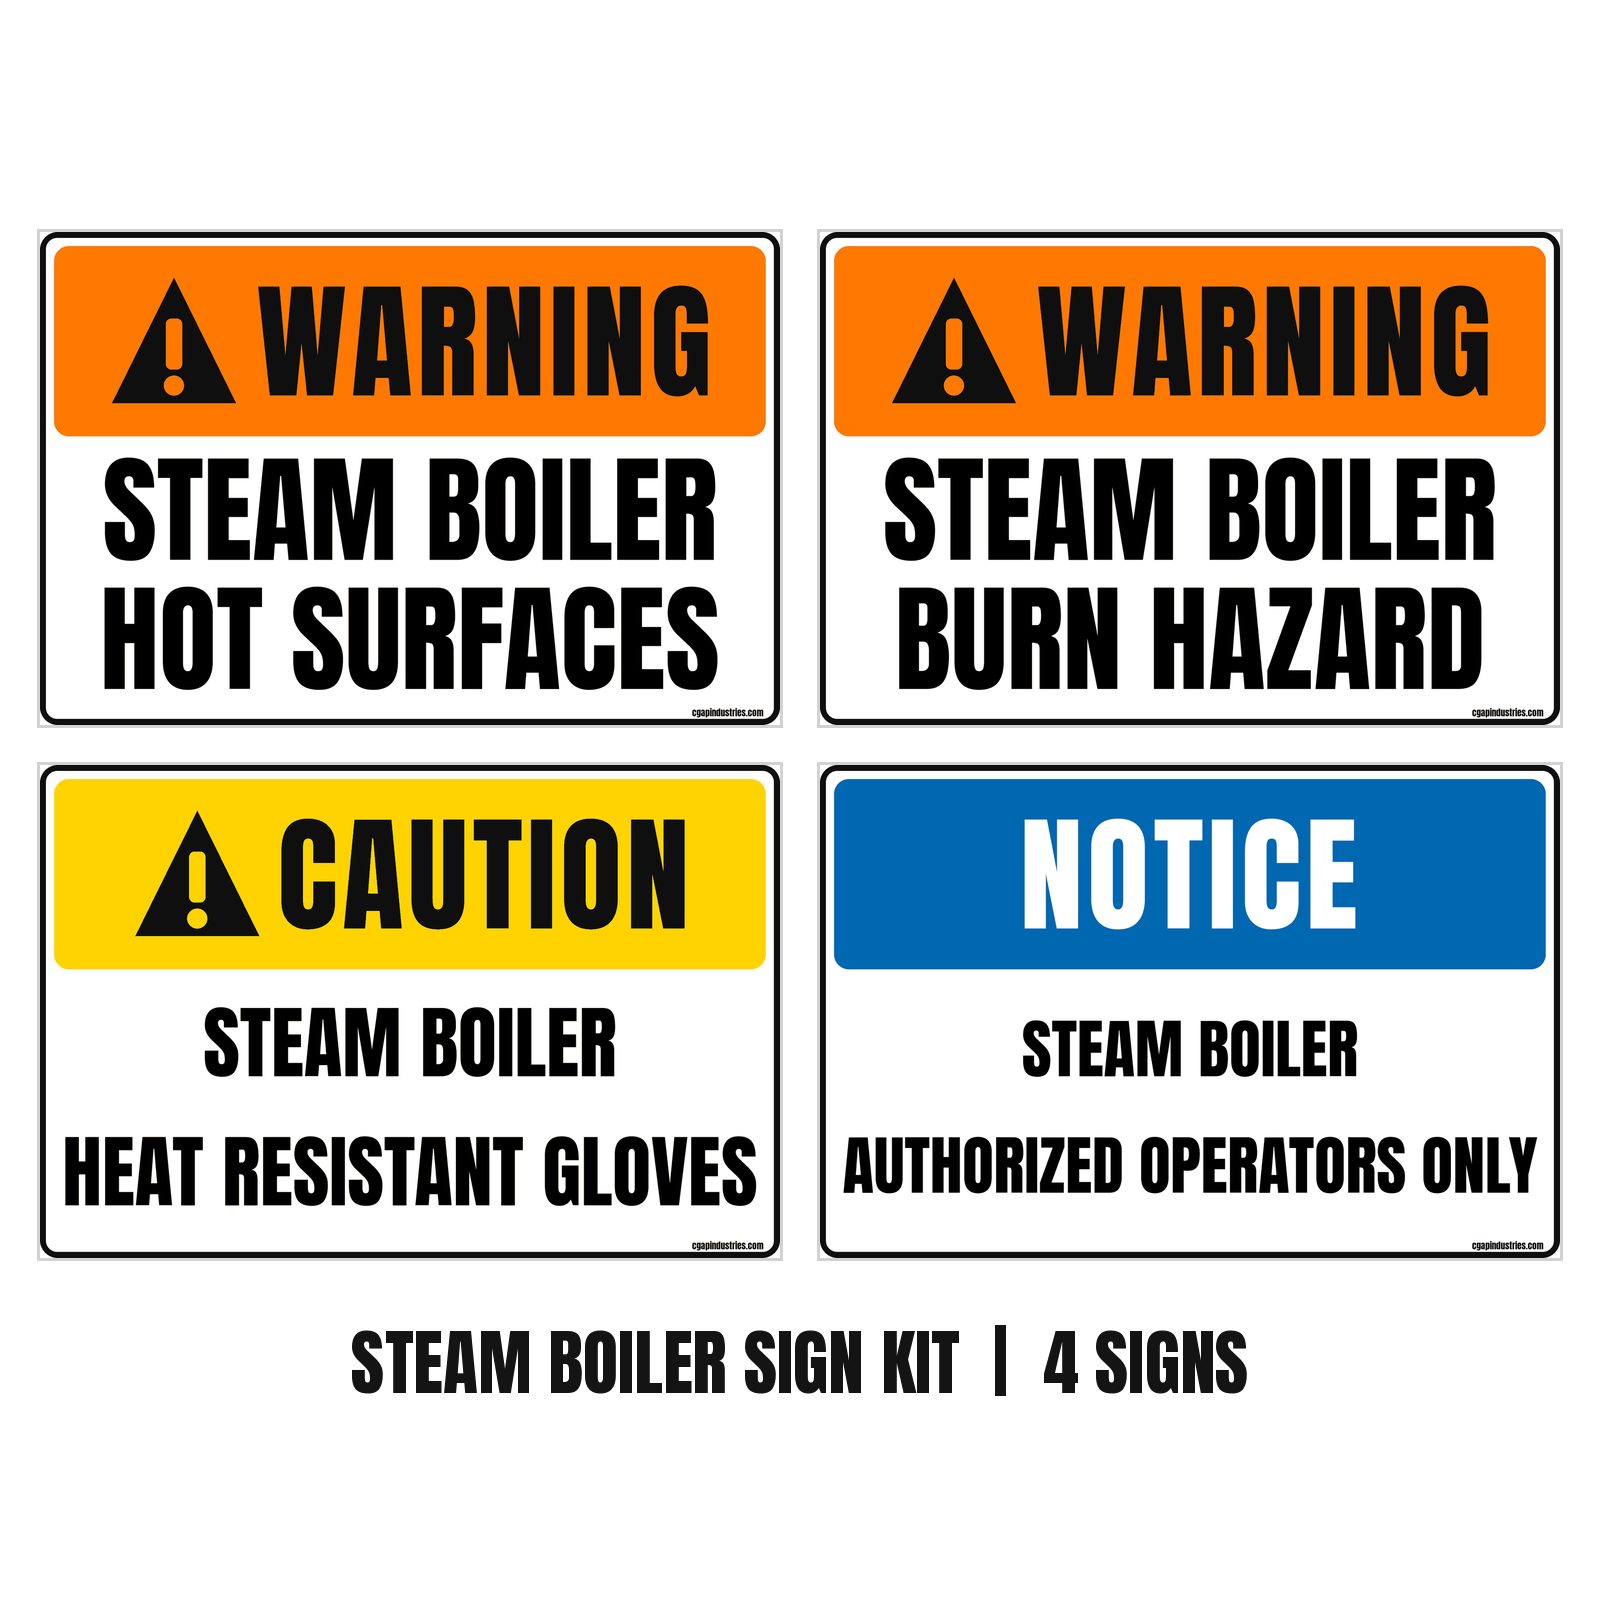 WARNING
STEAM BOILER
HOT SURFACES
cgapindustries.com
WARNING
STEAM BOILER
BURN HAZARD
cgapindustries.com
CAUTION
STEAM BOILER
HEAT RESISTANT GLOVES
cgapindustries.com
NOTICE
STEAM BOILER
AUTHORIZED OPERATORS ONLY
cgapindustries.com
STEAM BOILER SIGN KIT | 4 SIGNS